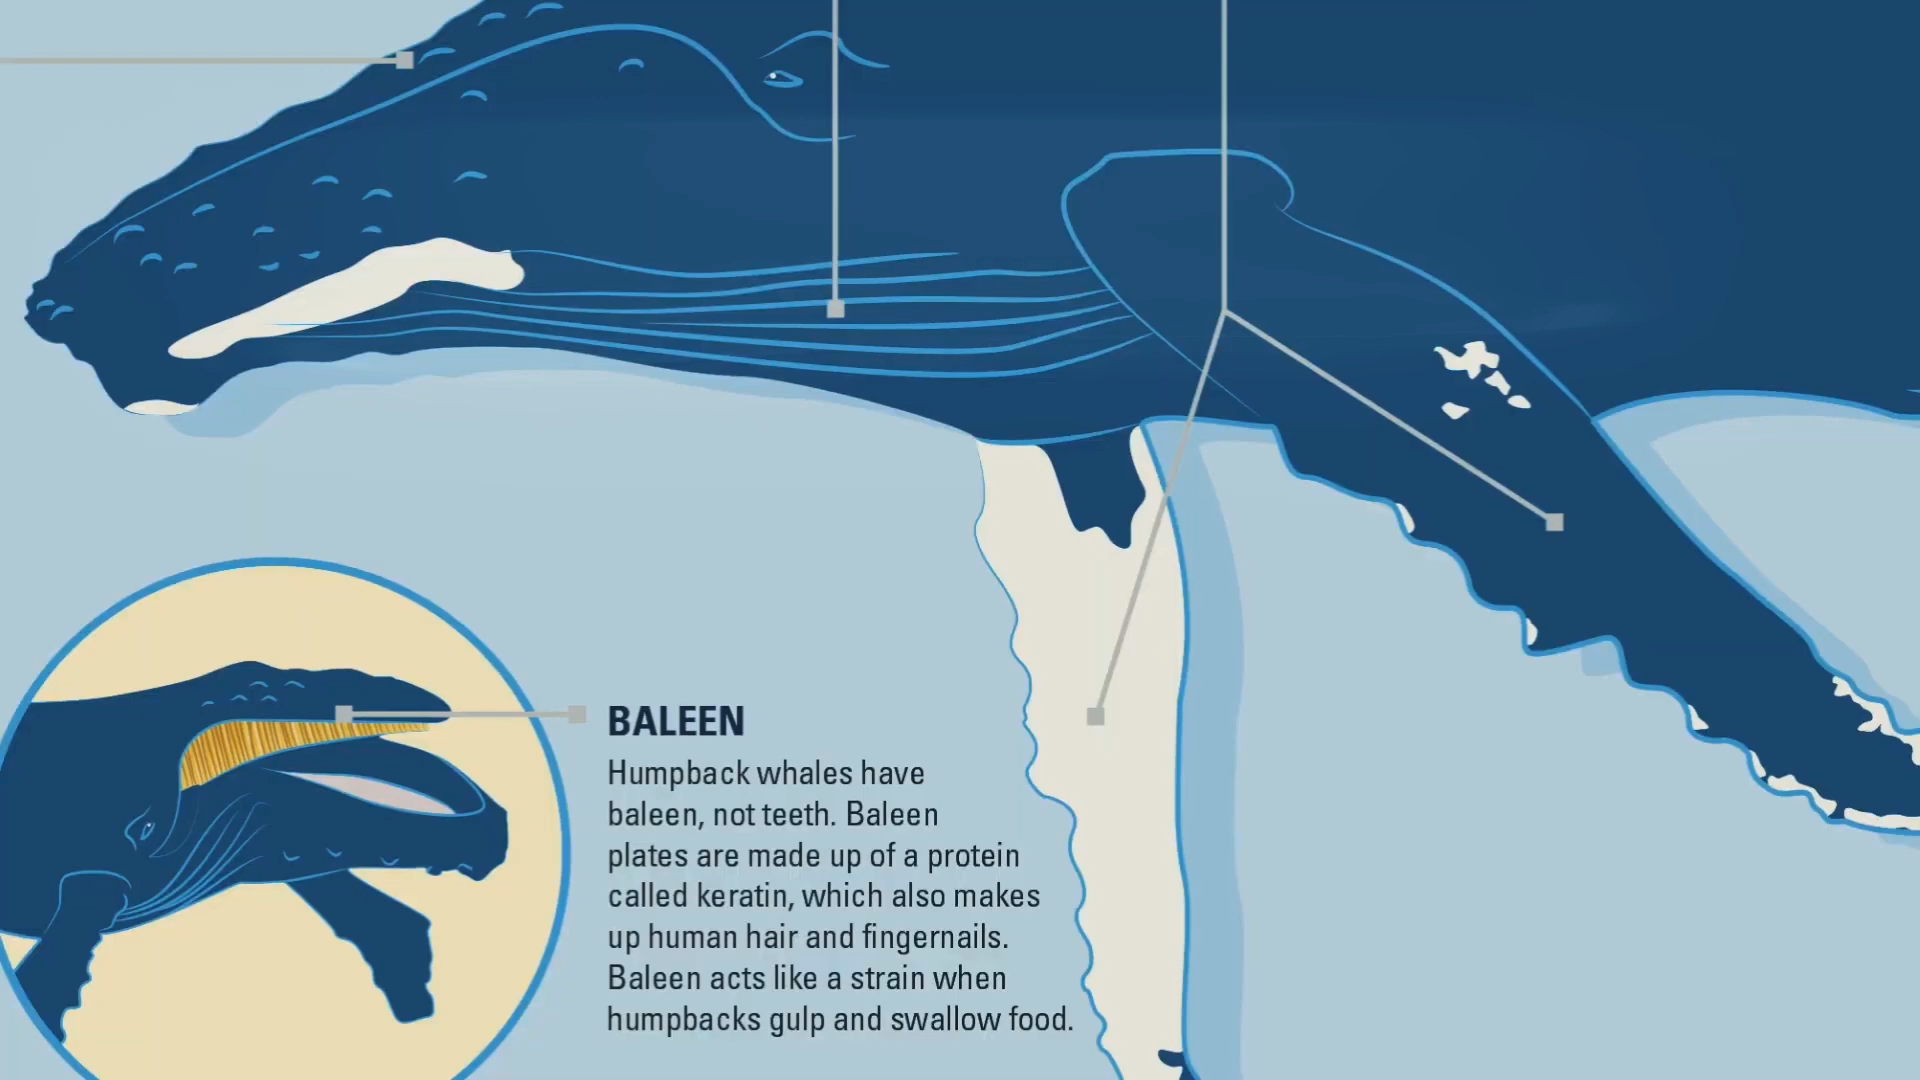 BALEEN
Humpback whales have
baleen, not teeth. Baleen
plates are made up of a protein
called keratin, which also makes
up human hair and fingernails.
Baleen acts like a strain when
humpbacks gulp and swallow food.